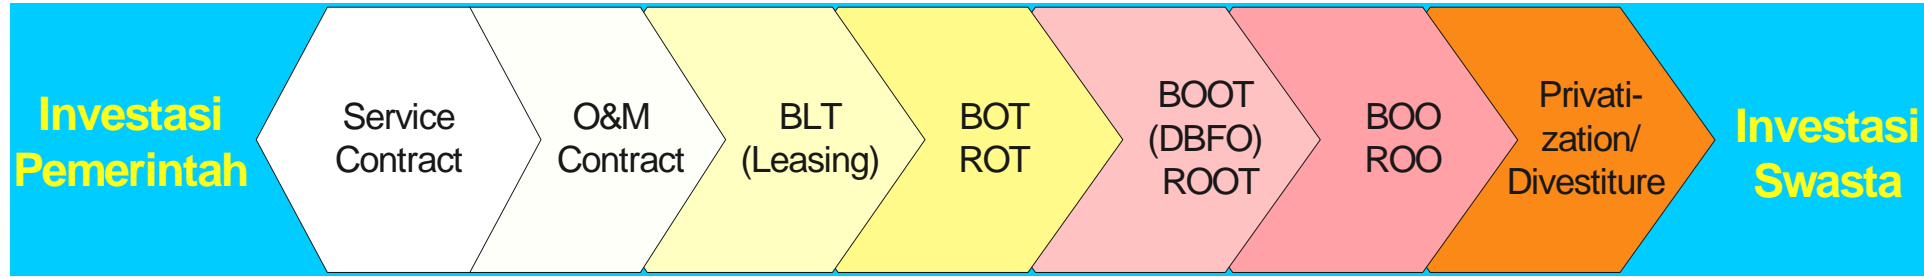 Investasi
Pemerintah
Service
Contract
O&M
Contract
BLT
(Leasing)
BOT
ROT
BOOT
(DBFO)
ROOT
BOO
ROO
Privati-
zation/
Divestiture
Investasi
Swasta